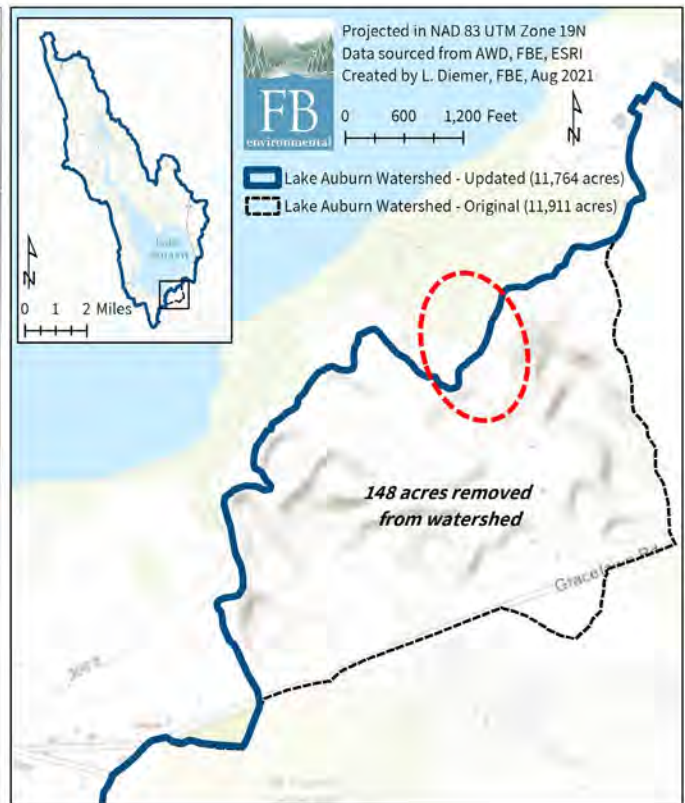 Projected in NAD 83 UTM Zone 19N
Data sourced from AWD, FBE, ESRI
Created by L. Diemer, FBE, Aug 2021
FB
environmental
0 600 1,200 Feet
N
Lake Auburn Watershed - Updated (11,764 acres)
Lake Auburn Watershed - Original (11,911 acres)
N
0 1 2 Miles
148 acres removed
from watershed
Rd